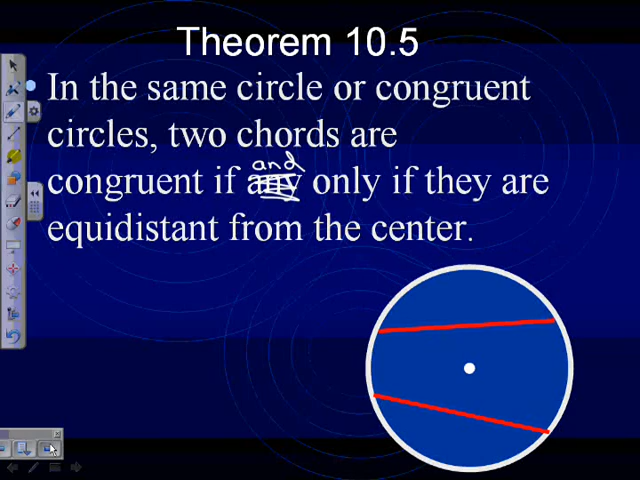 Theorem 10.5
• In the same circle or congruent
circles, two chords are
and
congruent if any only if they are
equidistant from the center.